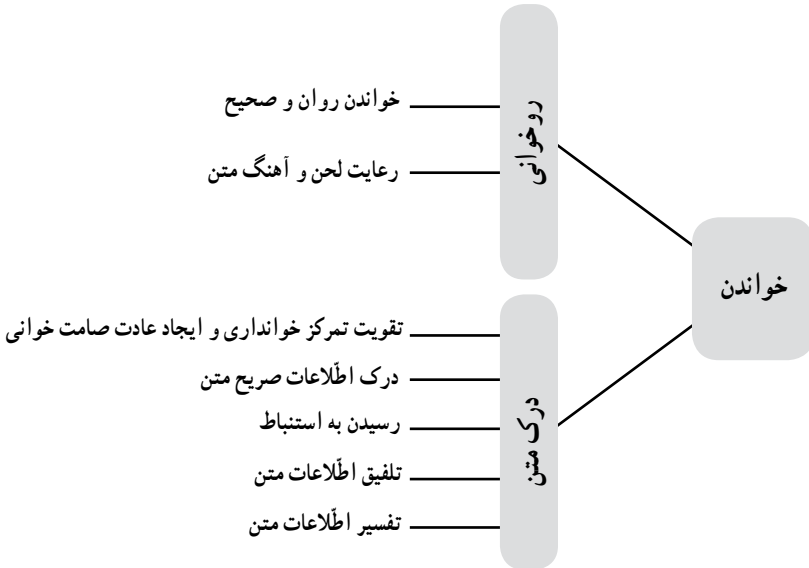 خواندن
روخوانی
خواندن روان و صحیح
رعایت لحن و آهنگ متن
درک متن
تقویت تمرکز خوانداری و ایجاد عادت صامت خوانی
درک اطّلاعات صریح متن
رسیدن به استنباط
تلفیق اطّلاعات متن
تفسیر اطّلاعات متن